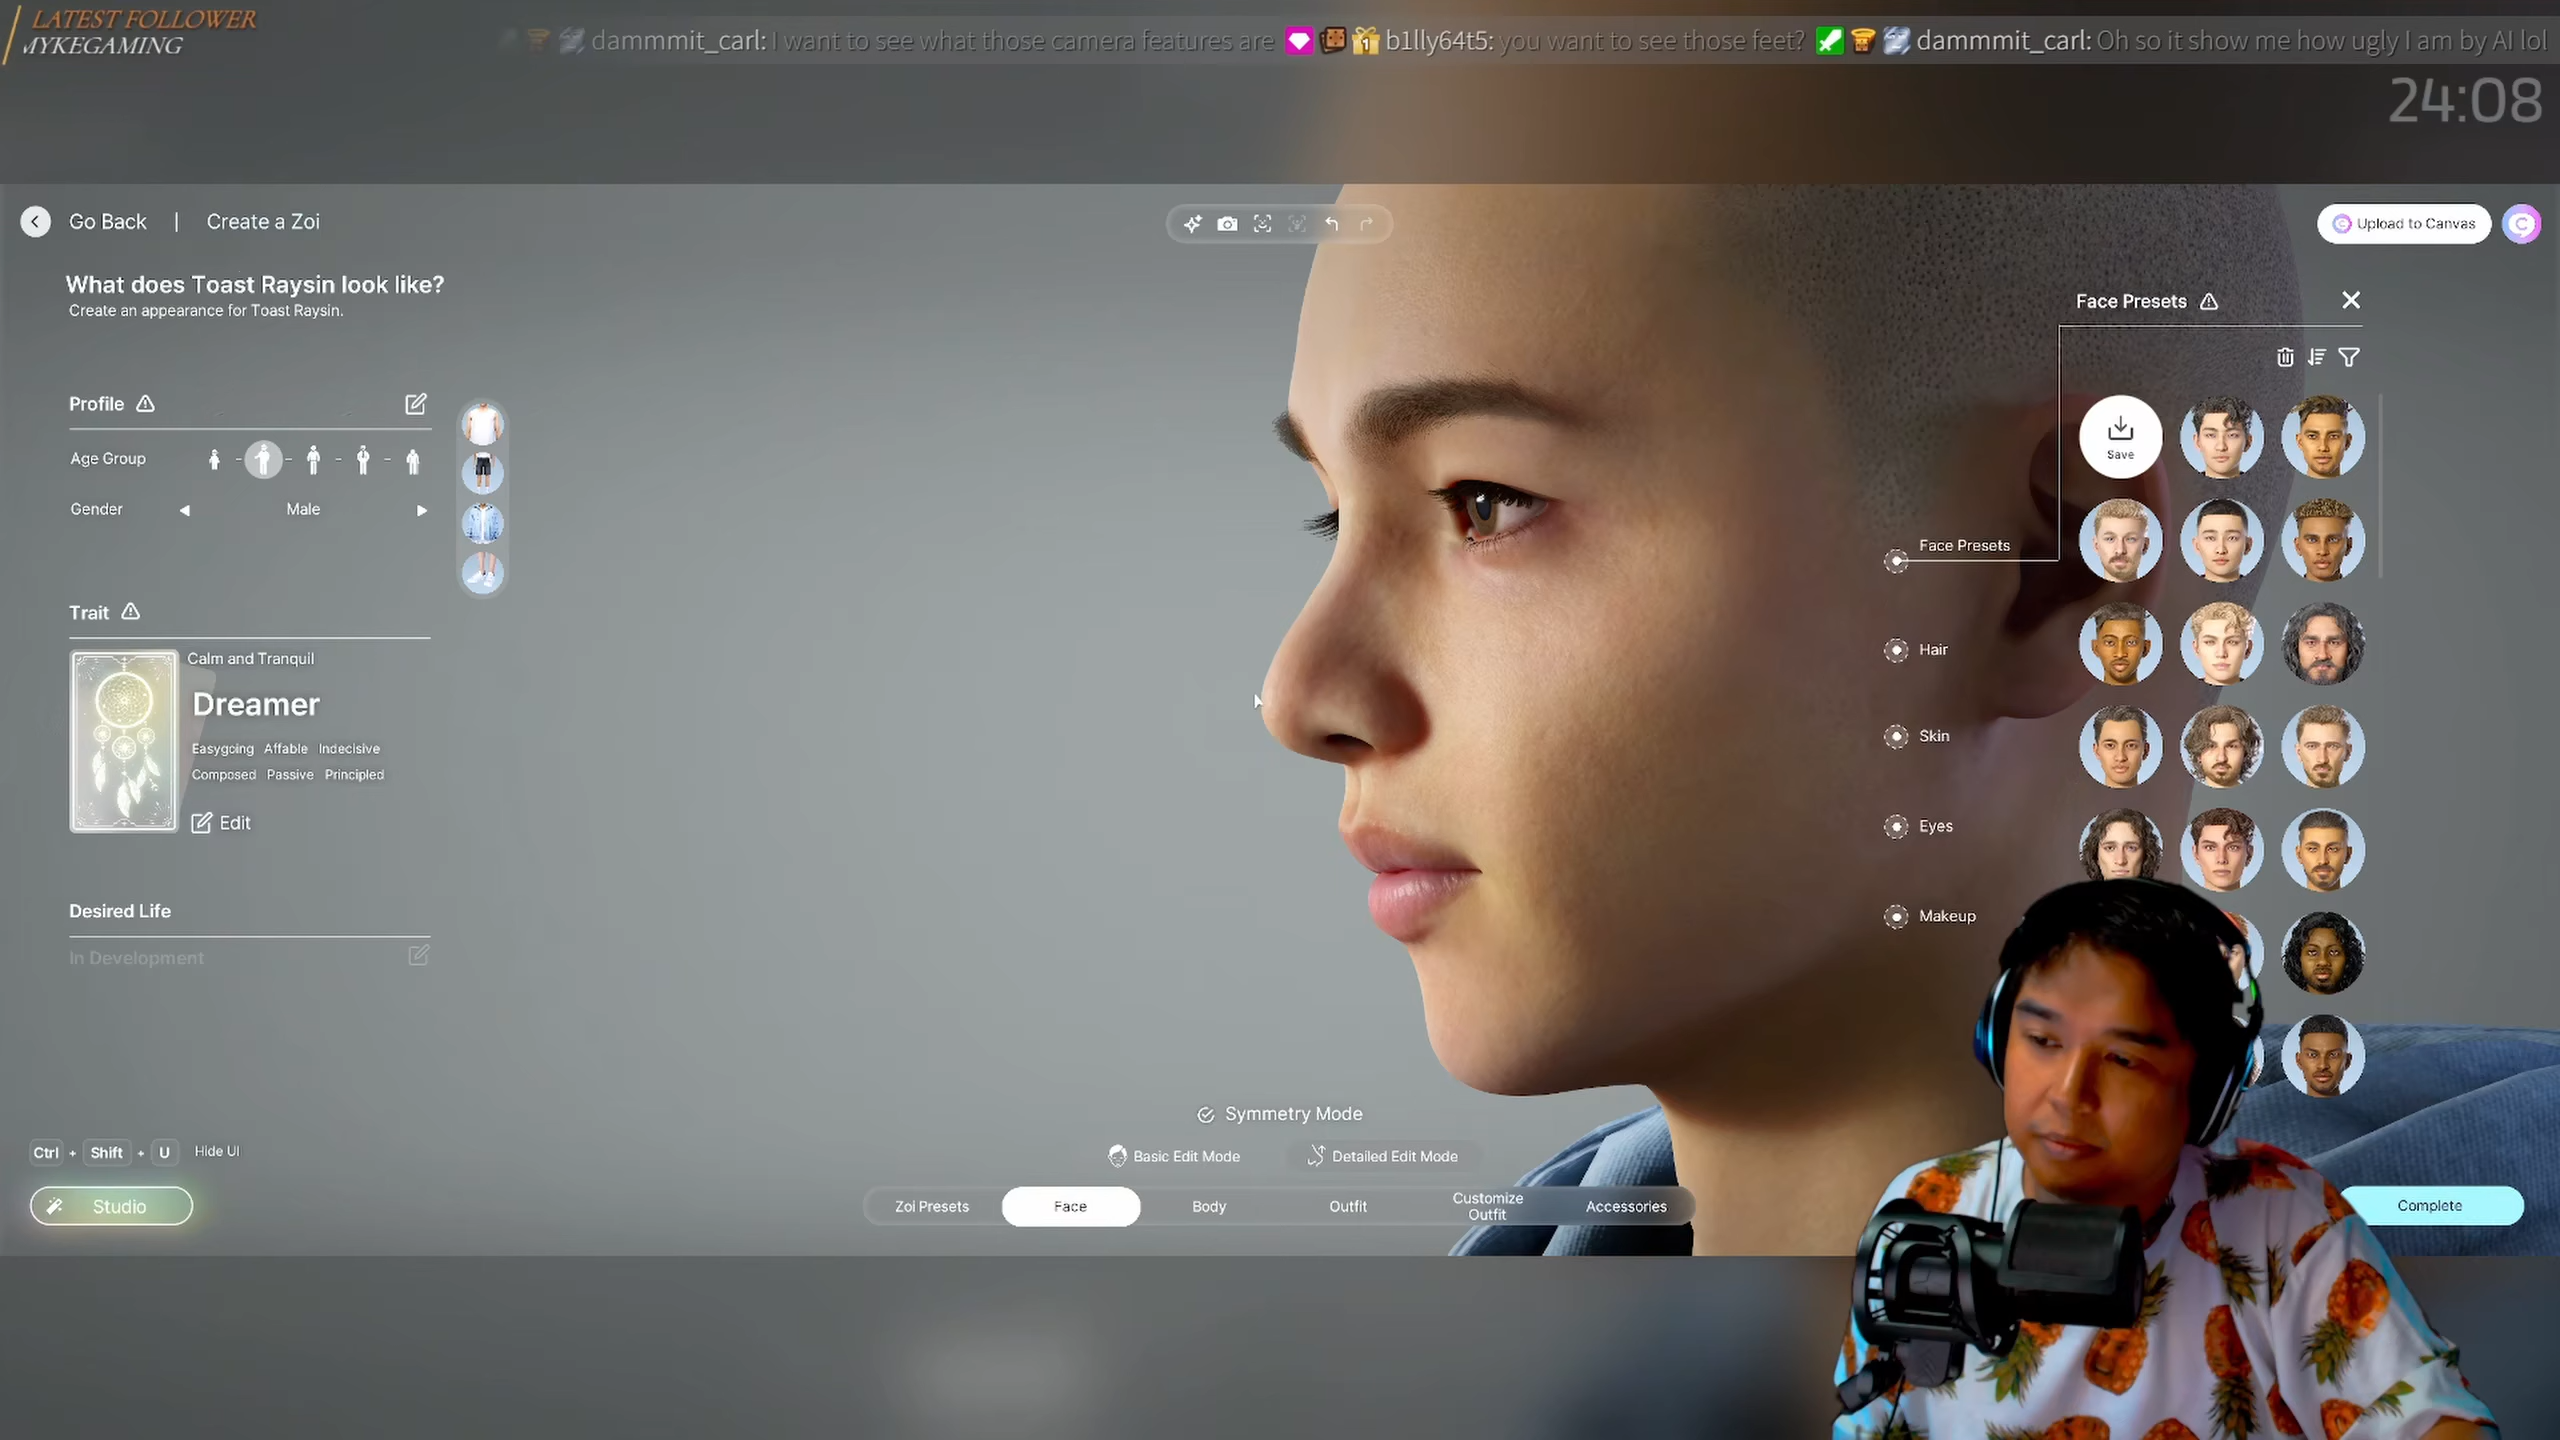 LATEST FOLLOWER
MYKEGAMING
dammmit_carl: I want to see what those camera features are 1 b1lly64t5: you want to see those feet? dammmit_carl: Oh so it show me how ugly I am by AI lol
24:08
Go Back | Create a Zoi
Upload to Canvas
What does Toast Raysin look like?
Create an appearance for Toast Raysin.
Face Presets
Save
Profile
Age Group
Gender Male
Trait
Calm and Tranquil
Dreamer
Easygoing Affable Indecisive
Composed Passive Principled
Edit
Desired Life
In Development
Face Presets
Hair
Skin
Eyes
Makeup
Symmetry Mode
Basic Edit Mode Detailed Edit Mode
Ctrl + Shift + U Hide UI
Studio
Zoi Presets Face Body Outfit Customize Outfit Accessories
Complete